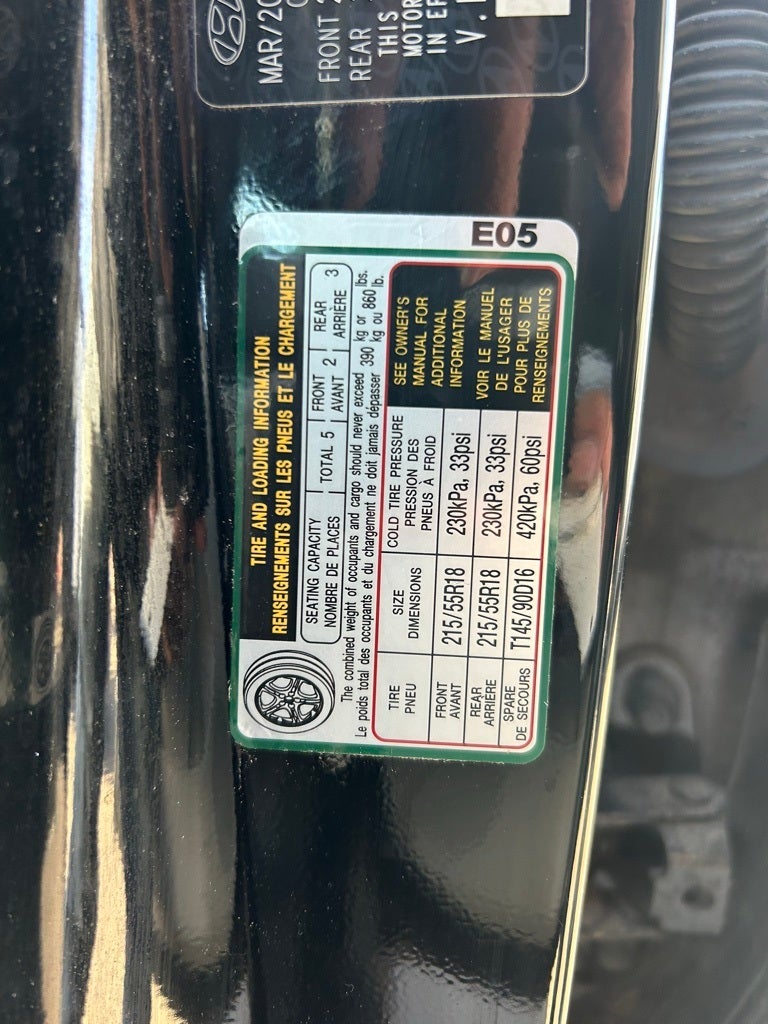 MAR/20
FRONT 2
REAR
THIS
MOTOR
IN EF
V.
E05
TIRE AND LOADING INFORMATION
RENSEIGNEMENTS SUR LES PNEUS ET LE CHARGEMENT
SEATING CAPACITY
NOMBRE DE PLACES
TOTAL 5
FRONT
AVANT 2
REAR
ARRIÈRE 3
The combined weight of occupants and cargo should never exceed 390 kg or 860 lbs.
Le poids total des occupants et du chargement ne doit jamais dépasser 390 kg ou 860 lb.
TIRE
PNEU
SIZE
DIMENSIONS
COLD TIRE PRESSURE
PRESSION DES
PNEUS À FROID
FRONT
AVANT
215/55R18
230kPa, 33psi
REAR
ARRIÈRE
215/55R18
230kPa, 33psi
SPARE
DE SECOURS
T145/90D16
420kPa, 60psi
SEE OWNER'S
MANUAL FOR
ADDITIONAL
INFORMATION
VOIR LE MANUEL
DE L'USAGER
POUR PLUS DE
RENSEIGNEMENTS